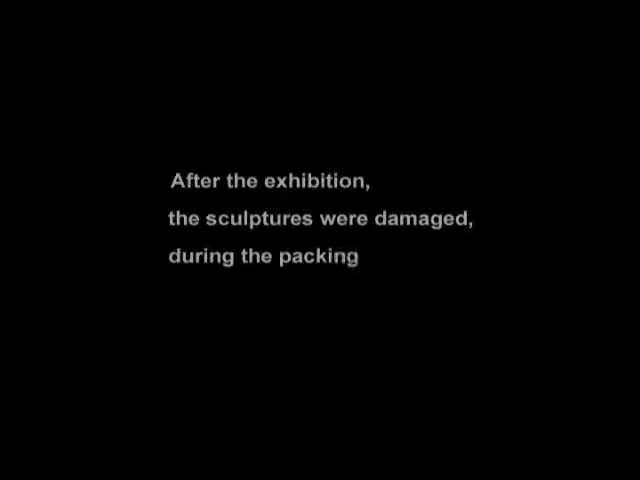 After the exhibition,
the sculptures were damaged,
during the packing